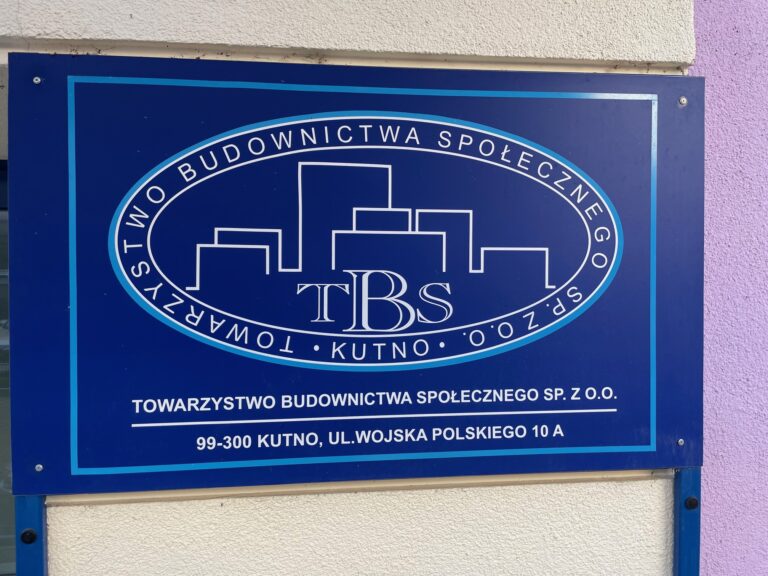 TOWARZYSTWO BUDOWNICTWA SPOŁECZNEGO SP. Z O.O.
TBS
• KUTNO •
TOWARZYSTWO BUDOWNICTWA SPOŁECZNEGO SP. Z O.O.
99-300 KUTNO, UL.WOJSKA POLSKIEGO 10 A